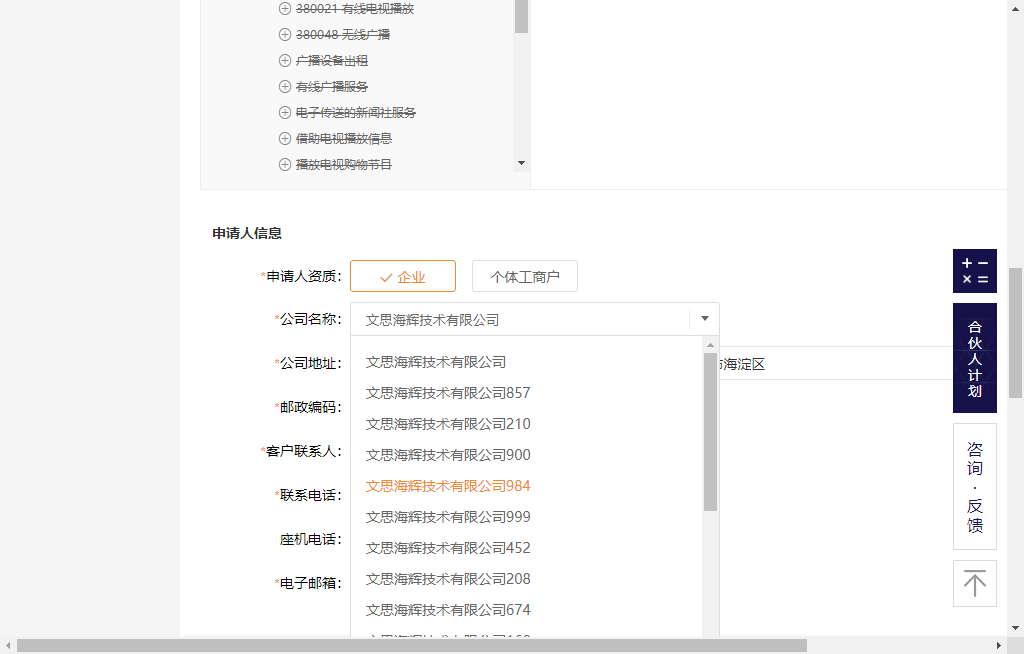 380021 有线电视播放
380048 无线广播
广播设备出租
有线广播服务
电子传送的新闻社服务
借助电视播放信息
播放电视购物节目
申请人信息
*申请人资质： 企业 个体工商户
*公司名称： 文思海辉技术有限公司
*公司地址： 市海淀区
*邮政编码：
*客户联系人：
*联系电话：
座机电话：
*电子邮箱：
文思海辉技术有限公司
文思海辉技术有限公司857
文思海辉技术有限公司210
文思海辉技术有限公司900
文思海辉技术有限公司984
文思海辉技术有限公司999
文思海辉技术有限公司452
文思海辉技术有限公司208
文思海辉技术有限公司674
合伙人计划
咨询·反馈